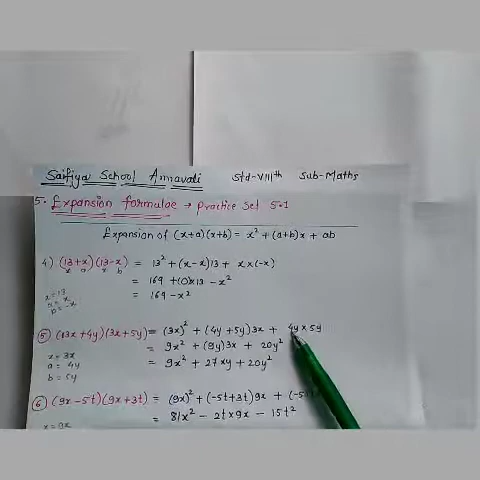 Saifiya School Amravati Std-VIIIth Sub-Maths
5. Expansion formulae → Practice Set 5.1
Expansion of (x+a)(x+b) = x² + (a+b)x + ab
4) (13+x)(13-x) = 13² + (x-x)13 + x×(-x)
x a x b
= 169 + (0)×13 - x²
= 169 - x²
x = 13
a = x
b = -x
⑤ (3x+4y)(3x+5y) = (3x)² + (4y+5y)3x + 4y×5y
= 9x² + (9y)3x + 20y²
= 9x² + 27xy + 20y²
x = 3x
a = 4y
b = 5y
⑥ (9x-5t)(9x+3t) = (9x)² + (-5t+3t)9x + (-5t
= 81x² - 2t×9x - 15t²
x = 9x